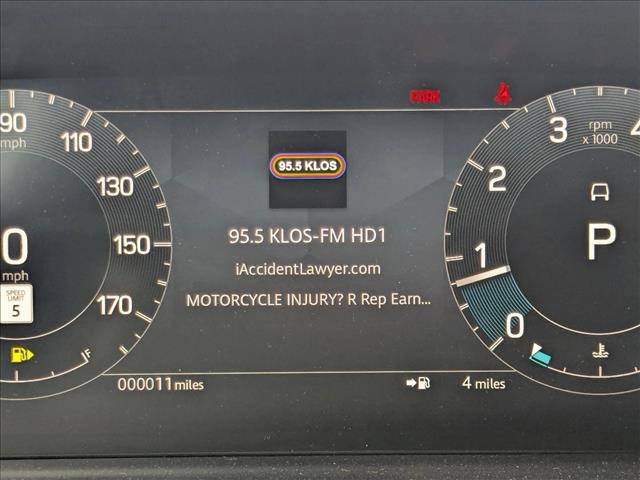 PARK
90
mph
110
130
150
170
0
mph
SPEED
LIMIT
5
F
95.5 KLOS
95.5 KLOS-FM HD1
iAccidentLawyer.com
MOTORCYCLE INJURY? R Rep Earn...
000011 miles
4 miles
rpm
x 1000
4
3
2
1
0
P